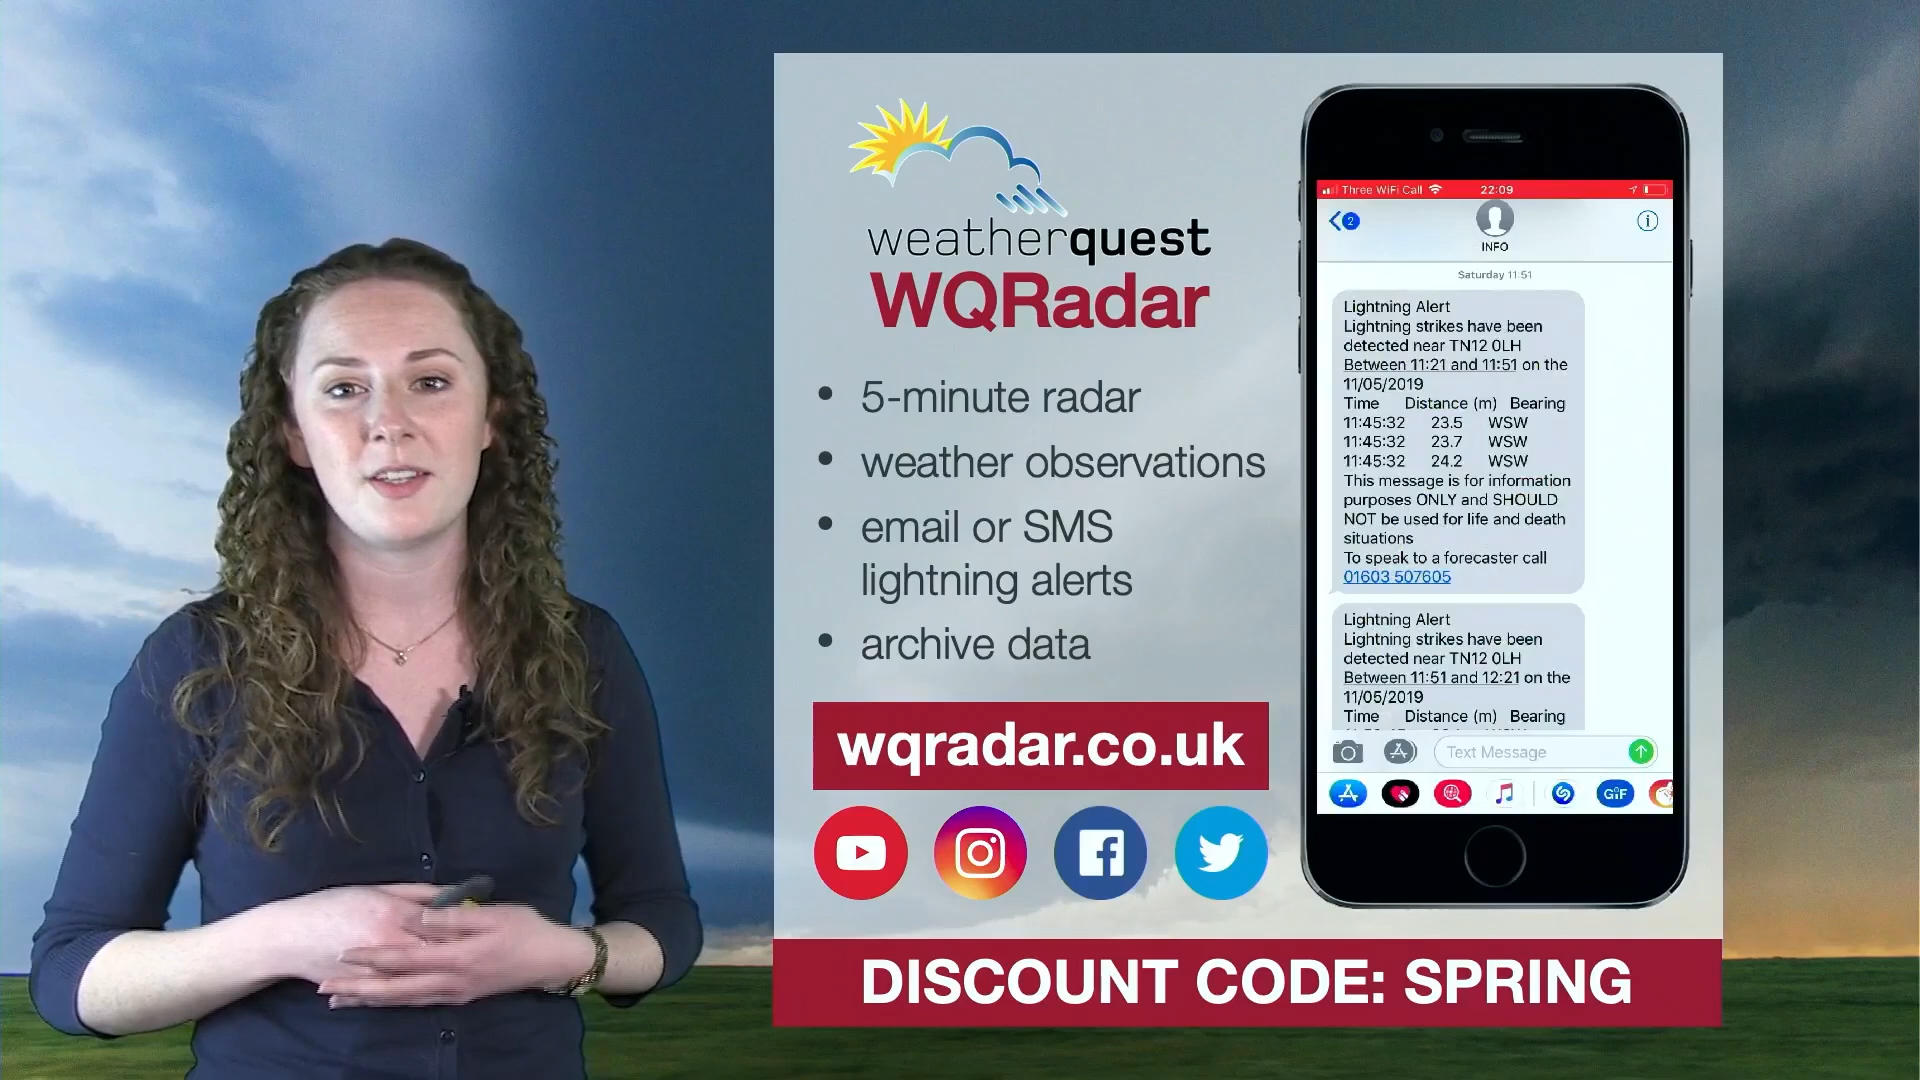 weatherquest
WQRadar
• 5-minute radar
• weather observations
• email or SMS
lightning alerts
• archive data
wqradar.co.uk
DISCOUNT CODE: SPRING
Three WiFi Call
22:09
2
INFO
Saturday 11:51
Lightning Alert
Lightning strikes have been
detected near TN12 0LH
Between 11:21 and 11:51 on the
11/05/2019
Time Distance (m) Bearing
11:45:32 23.5 WSW
11:45:32 23.7 WSW
11:45:32 24.2 WSW
This message is for information
purposes ONLY and SHOULD
NOT be used for life and death
situations
To speak to a forecaster call
01603 507605
Lightning Alert
Lightning strikes have been
detected near TN12 0LH
Between 11:51 and 12:21 on the
11/05/2019
Time Distance (m) Bearing
Text Message
GIF